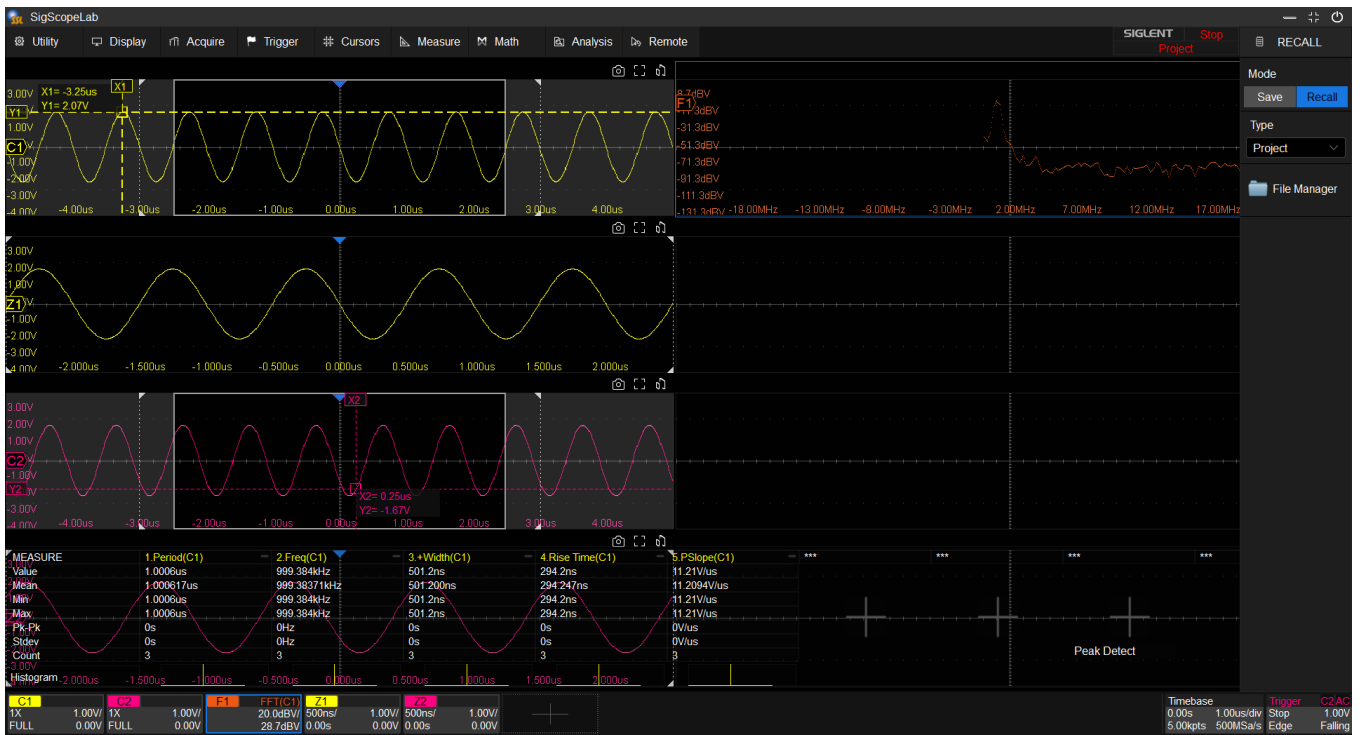 SigScopeLab
Utility Display Acquire Trigger Cursors Measure Math Analysis Remote
SIGLENT Stop
Project
RECALL
Mode
Save Recall
Type
Project
File Manager
X1
X1= -3.25us
Y1= 2.07V
3.00V
Y1
1.00V
C1
-1.00V
-2.00V
-3.00V
-4.00V
-4.00us -3.00us -2.00us -1.00us 0.00us 1.00us 2.00us 3.00us 4.00us
8.7dBV
F1
-11.3dBV
-31.3dBV
-51.3dBV
-71.3dBV
-91.3dBV
-111.3dBV
-131.3dBV
-18.00MHz -13.00MHz -8.00MHz -3.00MHz 2.00MHz 7.00MHz 12.00MHz 17.00MHz
3.00V
2.00V
1.00V
Z1
-1.00V
-2.00V
-3.00V
-4.00V
-2.000us -1.500us -1.000us -0.500us 0.000us 0.500us 1.000us 1.500us 2.000us
X2
3.00V
2.00V
1.00V
C2
-1.00V
Y2
X2= 0.25us
Y2= -1.67V
-3.00V
-4.00V
-4.00us -3.00us -2.00us -1.00us 0.00us 1.00us 2.00us 3.00us 4.00us
MEASURE 1.Period(C1) 2.Freq(C1) 3.+Width(C1) 4.Rise Time(C1) 5.PSlope(C1) *** *** *** ***
Value 1.0006us 999.384kHz 501.2ns 294.2ns 11.21V/us
Mean 1.000617us 999.38371kHz 501.200ns 294.247ns 11.2094V/us
Min 1.0006us 999.384kHz 501.2ns 294.2ns 11.21V/us
Max 1.0006us 999.384kHz 501.2ns 294.2ns 11.21V/us
Pk-Pk 0s 0Hz 0s 0s 0V/us
Stdev 0s 0Hz 0s 0s 0V/us
Count 3 3 3 3 3
Peak Detect
Histogram
-2.000us -1.500us -1.000us -0.500us 0.000us 0.500us 1.000us 1.500us 2.000us
C1 C2 F1 FFT(C1) Z1 Z2 Timebase Trigger C2 AC
1X 1.00V/ 1X 1.00V/ 20.0dBV/ 500ns/ 1.00V/ 500ns/ 1.00V/ 0.00s 1.00us/div Stop 1.00V
FULL 0.00V FULL 0.00V 28.7dBV 0.00s 0.00V 0.00s 0.00V 5.00kpts 500MSa/s Edge Falling